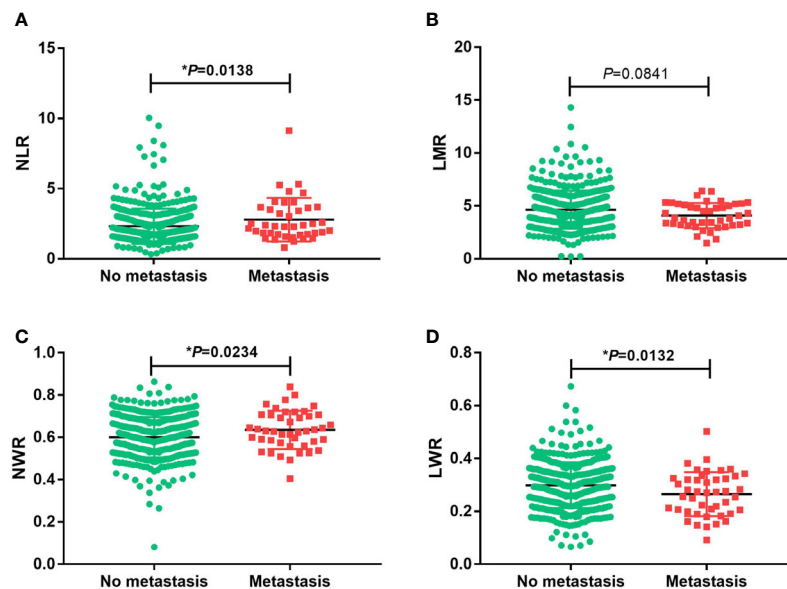 A
B
15
10
5
0
NLR
*P=0.0138
No metastasis
Metastasis
20
15
10
5
0
LMR
P=0.0841
No metastasis
Metastasis
C
D
1.0
0.8
0.6
0.4
0.2
0.0
NWR
*P=0.0234
No metastasis
Metastasis
0.8
0.6
0.4
0.2
0.0
LWR
*P=0.0132
No metastasis
Metastasis